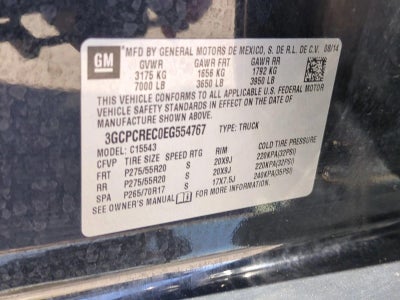 GM MFD BY GENERAL MOTORS DE MEXICO, S. DE R.L. DE C.V. 08/14
GVWR GAWR FRT GAWR RR
3175 KG 1656 KG 1792 KG
7000 LB 3650 LB 3950 LB
THIS VEHICLE CONFORMS TO ALL APPLICABLE U.S. FEDERAL MOTOR
VEHICLE SAFETY STANDARDS IN EFFECT ON THE DATE OF
MANUFACTURE SHOWN ABOVE.
3GCPCREC0EG554767 TYPE: TRUCK
MODEL: C15543
CFVP TIRE SIZE SPEED RTG RIM COLD TIRE PRESSURE
FRT P275/55R20 S 20X9J 220KPA(32PSI)
RR P275/55R20 S 20X9J 220KPA(32PSI)
SPA P265/70R17 S 17X7.5J 240KPA(35PSI)
SEE OWNER'S MANUAL FOR MORE INFORMATION.